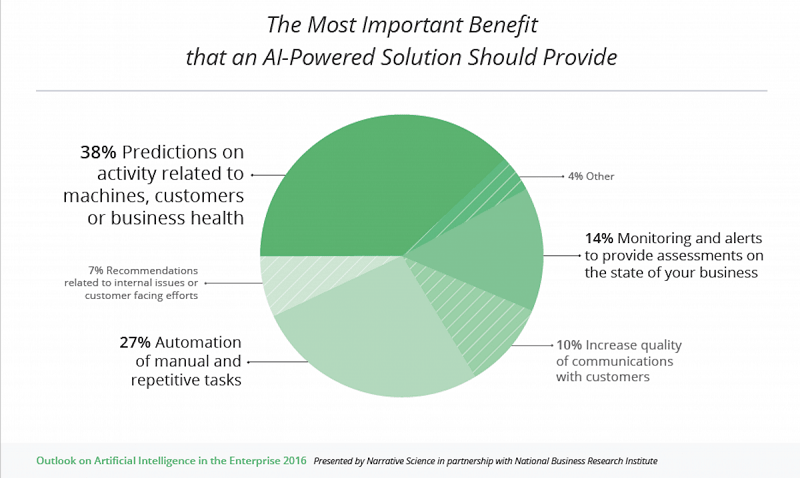 The Most Important Benefit
that an AI-Powered Solution Should Provide
38% Predictions on
activity related to
machines, customers
or business health
4% Other
14% Monitoring and alerts
to provide assessments on
the state of your business
7% Recommendations
related to internal issues or
customer facing efforts
27% Automation
of manual and
repetitive tasks
10% Increase quality
of communications
with customers
Outlook on Artificial Intelligence in the Enterprise 2016 Presented by Narrative Science in partnership with National Business Research Institute